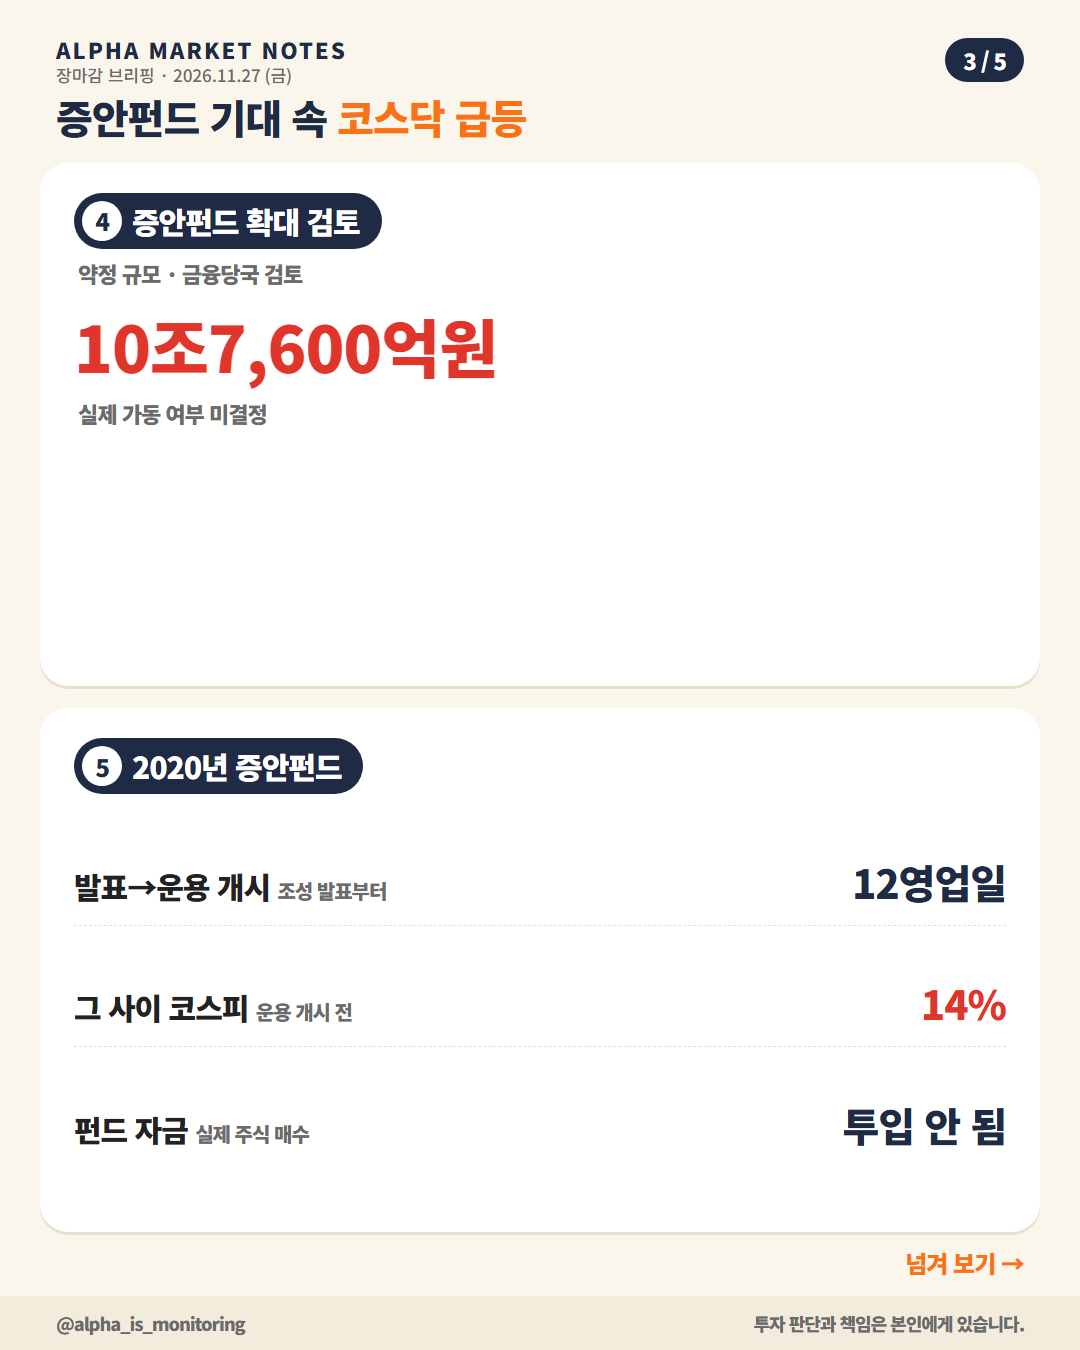 ALPHA MARKET NOTES
장마감 브리핑 · 2026.11.27 (금)
3 / 5
증안펀드 기대 속 코스닥 급등
4 증안펀드 확대 검토
약정 규모 · 금융당국 검토
10조7,600억원
실제 가동 여부 미결정
5 2020년 증안펀드
발표→운용 개시 조성 발표부터 12영업일
그 사이 코스피 운용 개시 전 14%
펀드 자금 실제 주식 매수 투입 안 됨
넘겨 보기 →
@alpha_is_monitoring
투자 판단과 책임은 본인에게 있습니다.